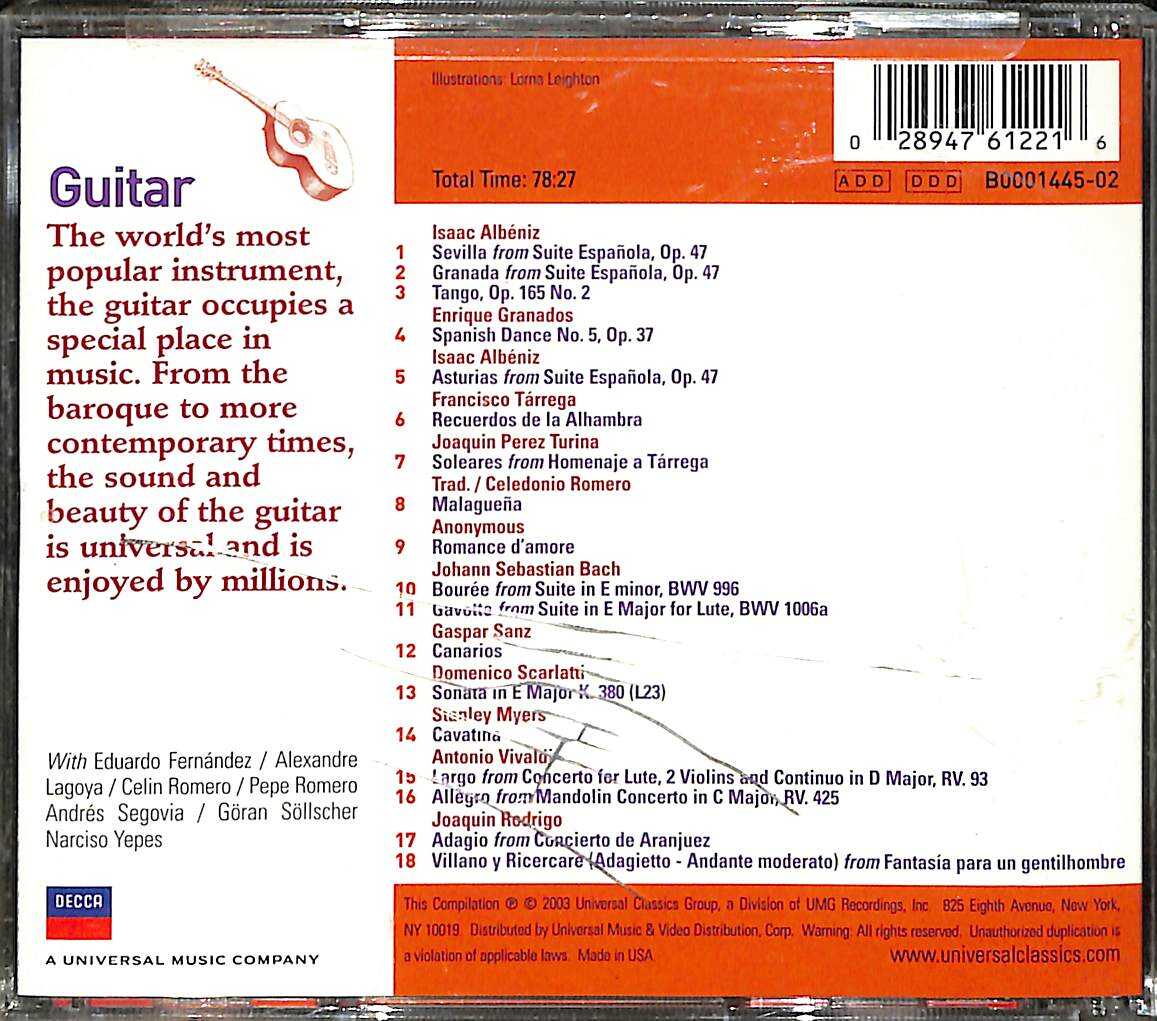 Guitar
The world's most
popular instrument,
the guitar occupies a
special place in
music. From the
baroque to more
contemporary times,
the sound and
beauty of the guitar
is universal and is
enjoyed by millions.
With Eduardo Fernández / Alexandre
Lagoya / Celin Romero / Pepe Romero
Andrés Segovia / Göran Söllscher
Narciso Yepes
DECCA
A UNIVERSAL MUSIC COMPANY
Illustrations: Lorna Leighton
0 28947 61221 6
Total Time: 78:27
ADD DDD B0001445-02
Isaac Albéniz
1 Sevilla from Suite Española, Op. 47
2 Granada from Suite Española, Op. 47
3 Tango, Op. 165 No. 2
Enrique Granados
4 Spanish Dance No. 5, Op. 37
Isaac Albéniz
5 Asturias from Suite Española, Op. 47
Francisco Tárrega
6 Recuerdos de la Alhambra
Joaquin Perez Turina
7 Soleares from Homenaje a Tárrega
Trad. / Celedonio Romero
8 Malagueña
Anonymous
9 Romance d'amore
Johann Sebastian Bach
10 Bourée from Suite in E minor, BWV 996
11 Gavotte from Suite in E Major for Lute, BWV 1006a
Gaspar Sanz
12 Canarios
Domenico Scarlatti
13 Sonata in E Major K. 380 (L23)
Stanley Myers
14 Cavatina
Antonio Vivaldi
15 Largo from Concerto for Lute, 2 Violins and Continuo in D Major, RV. 93
16 Allegro from Mandolin Concerto in C Major, RV. 425
Joaquin Rodrigo
17 Adagio from Concierto de Aranjuez
18 Villano y Ricercare (Adagietto - Andante moderato) from Fantasía para un gentilhombre
This Compilation ℗ © 2003 Universal Classics Group, a Division of UMG Recordings, Inc. 825 Eighth Avenue, New York,
NY 10019. Distributed by Universal Music & Video Distribution, Corp. Warning: All rights reserved. Unauthorized duplication is
a violation of applicable laws. Made in USA
www.universalclassics.com